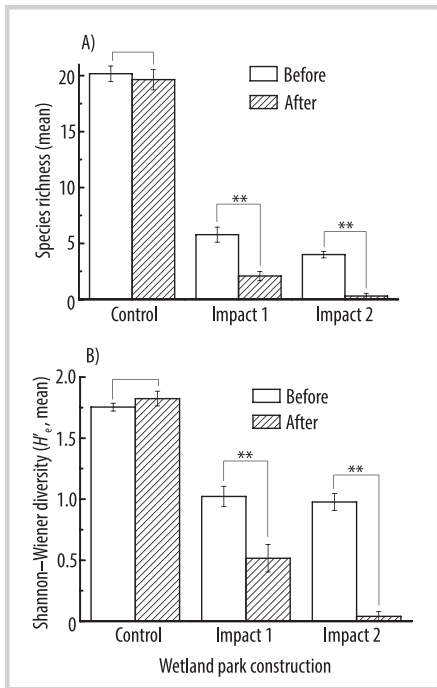 A)
Species richness (mean)
20
15
10
5
0
Before
After
**
**
Control Impact 1 Impact 2
B)
Shannon–Wiener diversity (H′e, mean)
2.0
1.5
1.0
0.5
0
Before
After
**
**
Control Impact 1 Impact 2
Wetland park construction